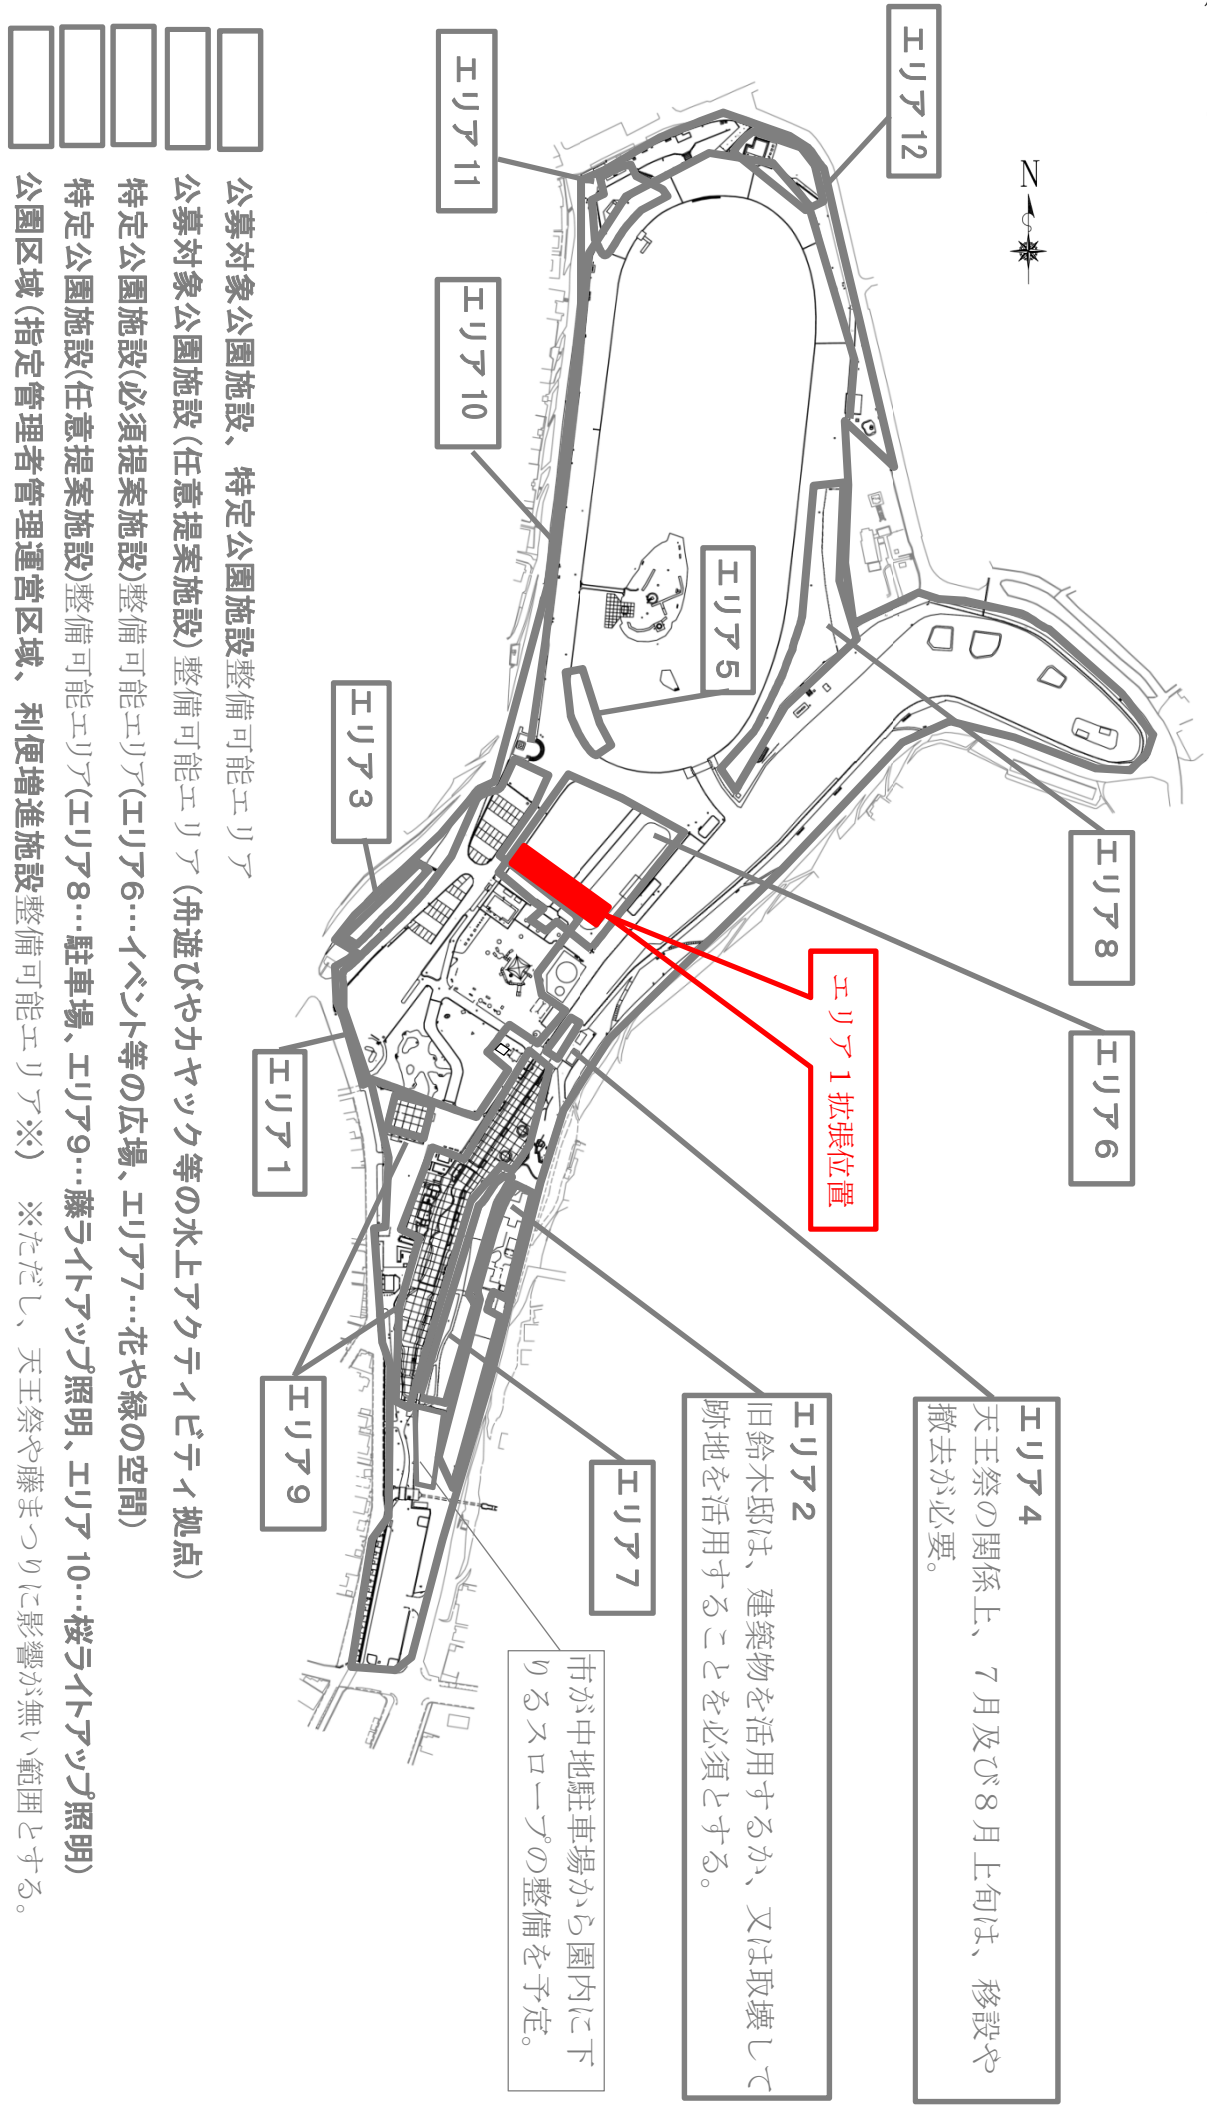 N
エリア 12
エリア 11
エリア 10
エリア 5
エリア 3
エリア 8
エリア 6
エリア１拡張位置
エリア 1
エリア 9
エリア 7
エリア 4
天王祭の関係上、７月及び８月上旬は、移設や
撤去が必要。
エリア 2
旧鈴木邸は、建築物を活用するか、又は取壊して
跡地を活用することを必須とする。
市が中地駐車場から園内に下
りるスロープの整備を予定。
公募対象公園施設、特定公園施設整備可能エリア
公募対象公園施設（任意提案施設）整備可能エリア（舟遊びやカヤック等の水上アクティビティ拠点）
特定公園施設(必須提案施設)整備可能エリア(エリア６…イベント等の広場、エリア７…花や緑の空間)
特定公園施設(任意提案施設)整備可能エリア(エリア８…駐車場、エリア９…藤ライトアップ照明、エリア 10…桜ライトアップ照明)
公園区域（指定管理者管理運営区域、利便増進施設整備可能エリア※）　※ただし、天王祭や藤まつりに影響が無い範囲とする。